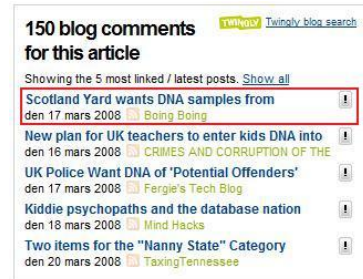 150 blog comments
for this article
TWINGLY Twingly blog search
Showing the 5 most linked / latest posts. Show all
Scotland Yard wants DNA samples from
den 17 mars 2008 Boing Boing
New plan for UK teachers to enter kids DNA into
den 16 mars 2008 CRIMES AND CORRUPTION OF THE
UK Police Want DNA of 'Potential Offenders'
den 17 mars 2008 Fergie's Tech Blog
Kiddie psychopaths and the database nation
den 18 mars 2008 Mind Hacks
Two items for the "Nanny State" Category
den 20 mars 2008 TaxingTennessee